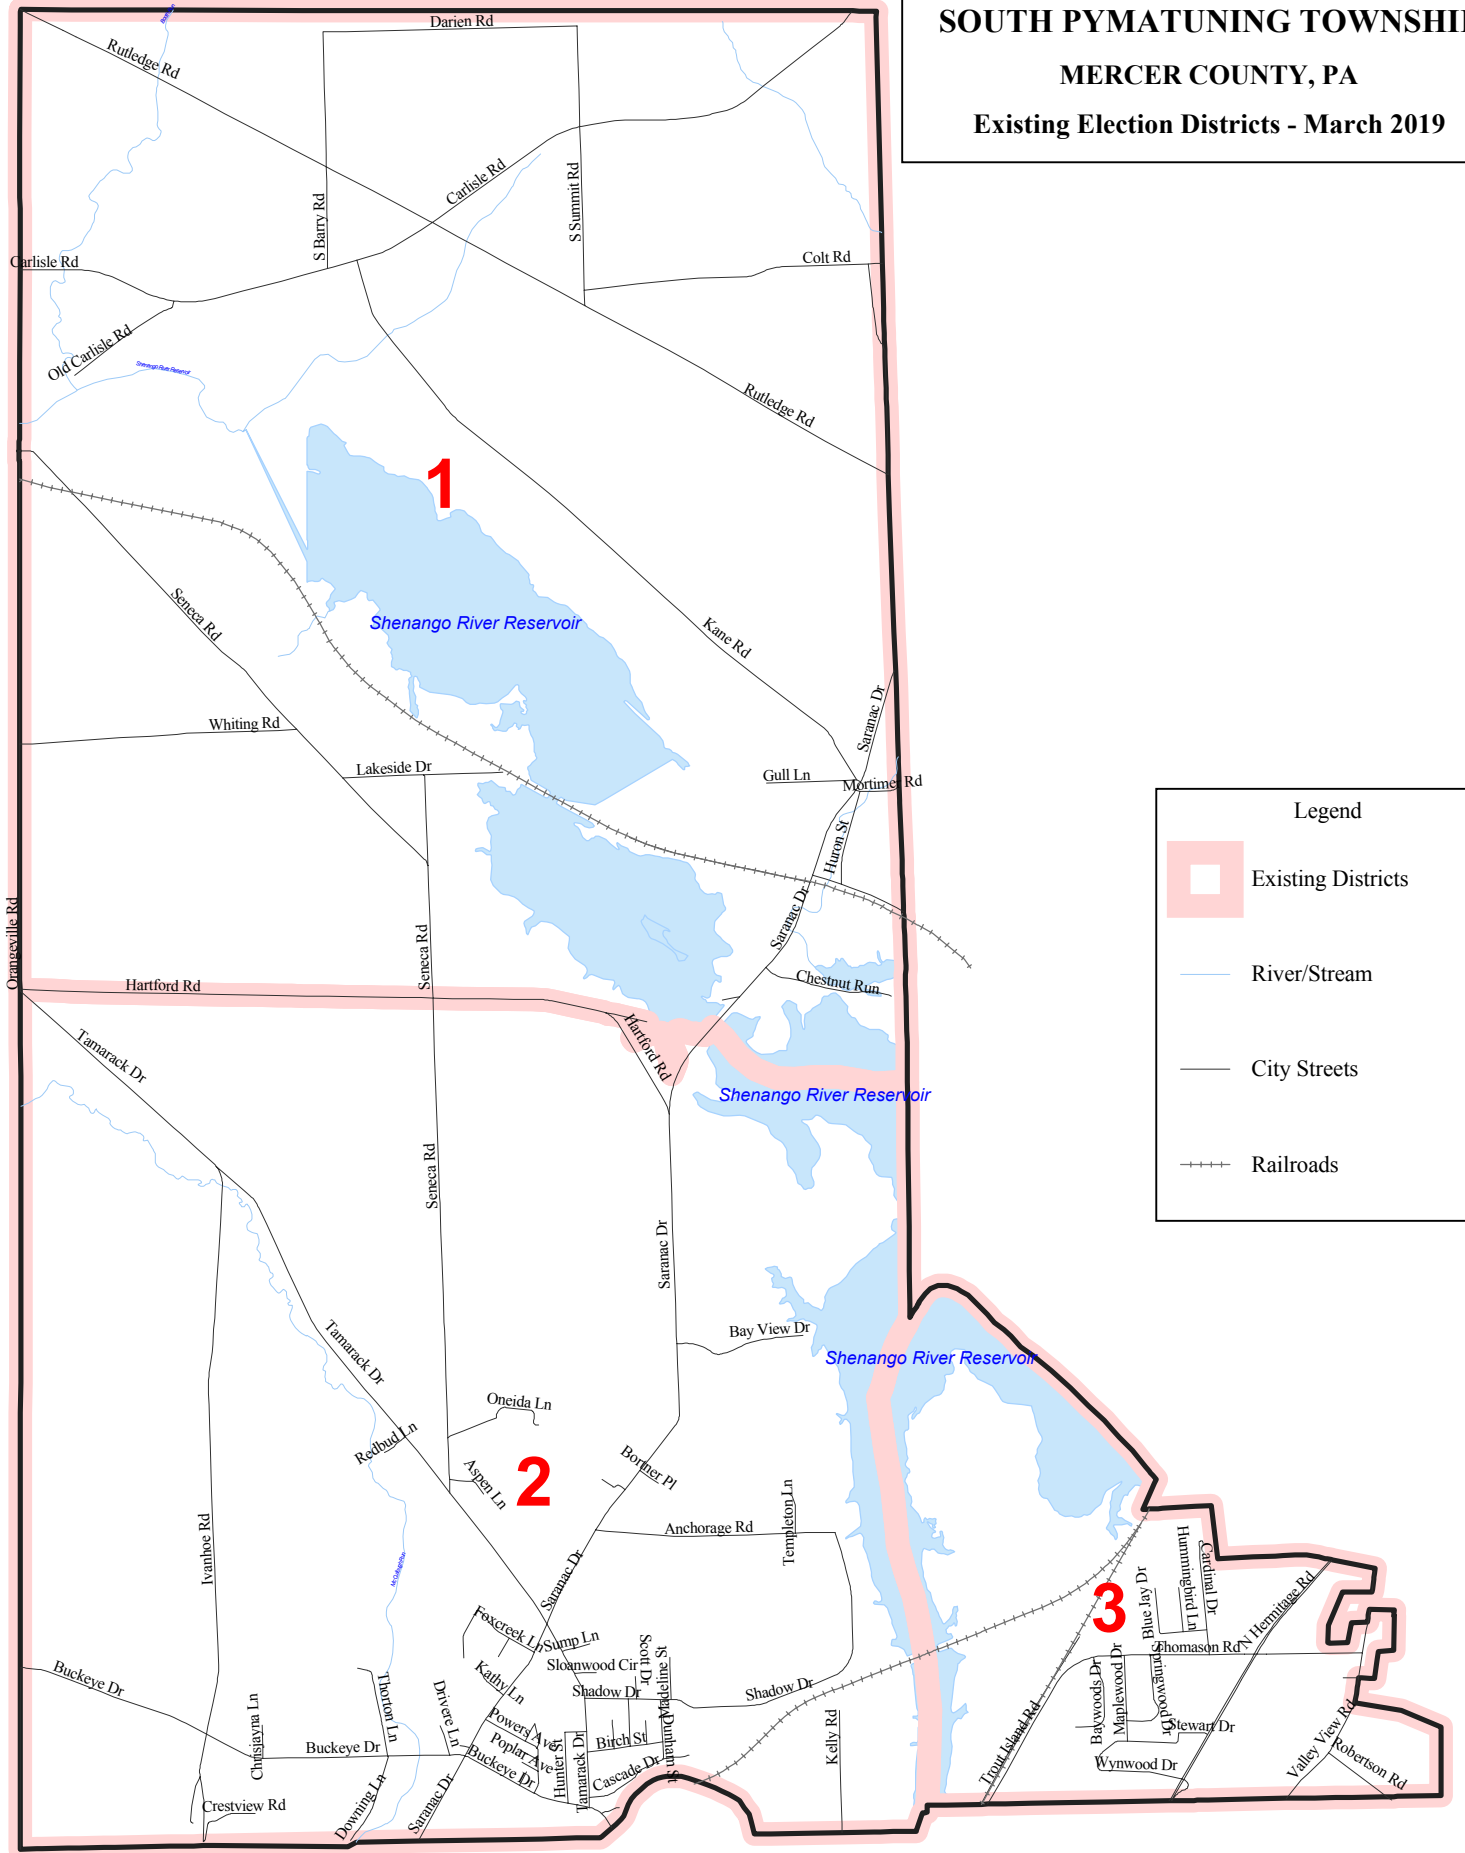 SOUTH PYMATUNING TOWNSHI
MERCER COUNTY, PA
Existing Election Districts - March 2019
Darien Rd
Rutledge Rd
Carlisle Rd
S Barry Rd
S Summit Rd
Carlisle Rd
Colt Rd
Old Carlisle Rd
Shenango River Reservoir
Rutledge Rd
1
Seneca Rd
Shenango River Reservoir
Kane Rd
Saranac Dr
Whiting Rd
Lakeside Dr
Gull Ln
Mortimer Rd
Huron St
Legend
Existing Districts
River/Stream
City Streets
Railroads
Orangeville Rd
Seneca Rd
Saranac Dr
Chestnut Run
Hartford Rd
Hartford Rd
Tamarack Dr
Shenango River Reservoir
Seneca Rd
Saranac Dr
Bay View Dr
Tamarack Dr
Shenango River Reservoir
Oneida Ln
Redbud Ln
Aspen Ln
2
Bortner Pl
Anchorage Rd
Templeton Ln
Ivanhoe Rd
Saranac Dr
3
Blue Jay Dr
Hummingbird Ln
Cardinal Dr
N Hermitage Rd
Thomason Rd
Foxcreek Ln
Sump Ln
Sloanwood Cir
Scott Dr
Madeline St
Kathy Ln
Shadow Dr
Shadow Dr
Buckeye Dr
Thorton Ln
Drivere Ln
Chrisjayna Ln
Buckeye Dr
Powers Ave
Poplar Ave
Buckeye Dr
Hunter St
Tamarack Dr
Birch St
Cascade Dr
Dunham St
Kelly Rd
Trout Island Rd
Baywoods Dr
Maplewood Dr
Springwood Dr
Stewart Dr
Wynwood Dr
Valley View Rd
Robertson Rd
Crestview Rd
Downing Ln
Saranac Dr